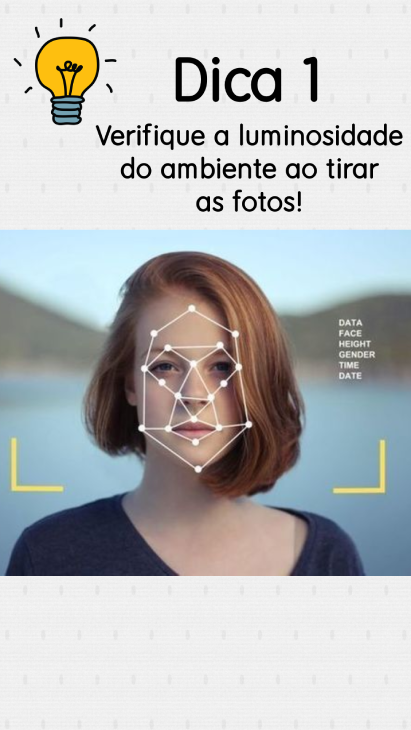 Dica 1
Verifique a luminosidade
do ambiente ao tirar
as fotos!
DATA
FACE
HEIGHT
GENDER
TIME
DATE